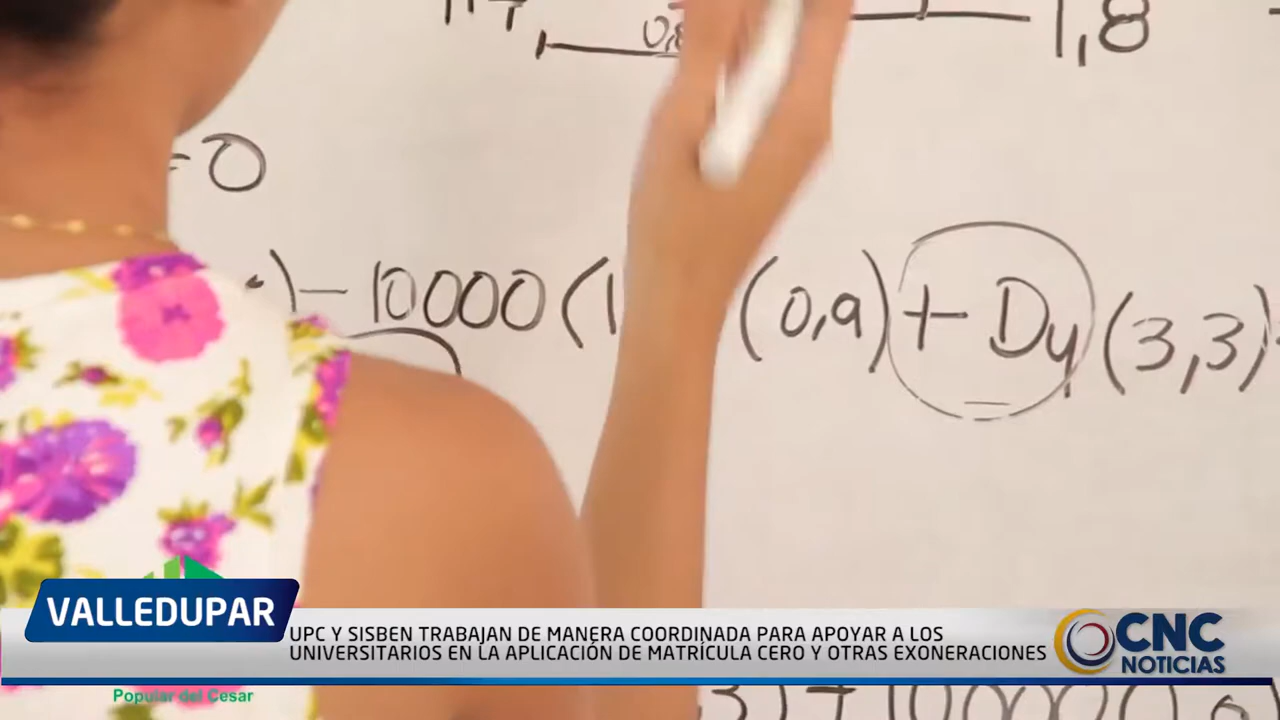 1,8
=0
)-10000(1 (0,9)+Dy(3,3)
VALLEDUPAR
UPC Y SISBEN TRABAJAN DE MANERA COORDINADA PARA APOYAR A LOS
UNIVERSITARIOS EN LA APLICACIÓN DE MATRÍCULA CERO Y OTRAS EXONERACIONES
CNC
NOTICIAS
Popular del Cesar